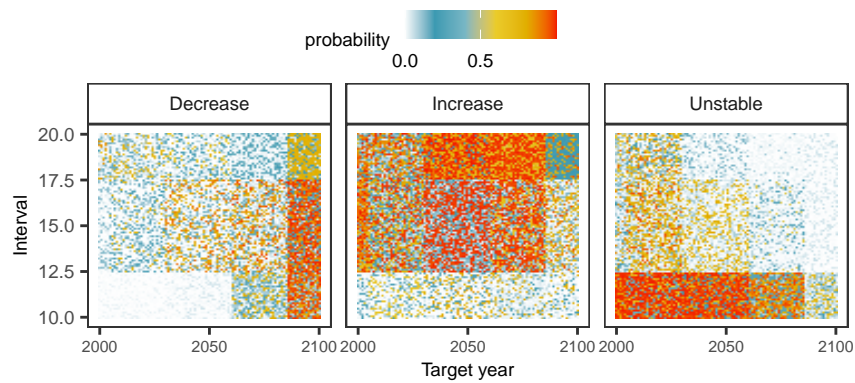 probability
0.0 0.5
Decrease Increase Unstable
Interval
20.0
17.5
15.0
12.5
10.0
2000 2050 2100 2000 2050 2100 2000 2050 2100
Target year